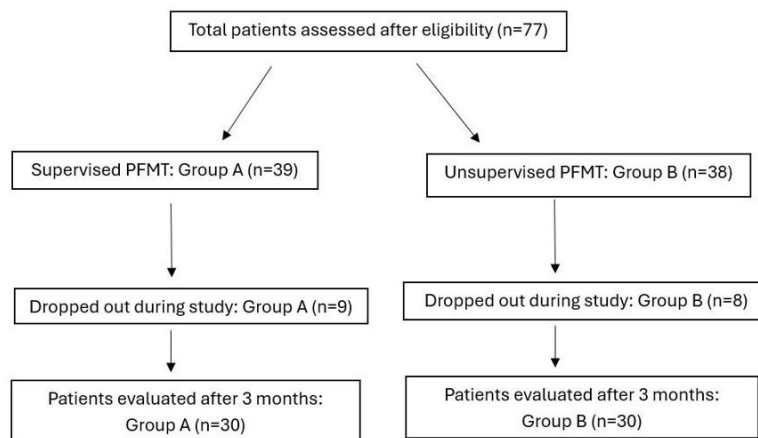 Total patients assessed after eligibility (n=77)
Supervised PFMT: Group A (n=39)
Unsupervised PFMT: Group B (n=38)
Dropped out during study: Group A (n=9)
Dropped out during study: Group B (n=8)
Patients evaluated after 3 months:
Group A (n=30)
Patients evaluated after 3 months:
Group B (n=30)